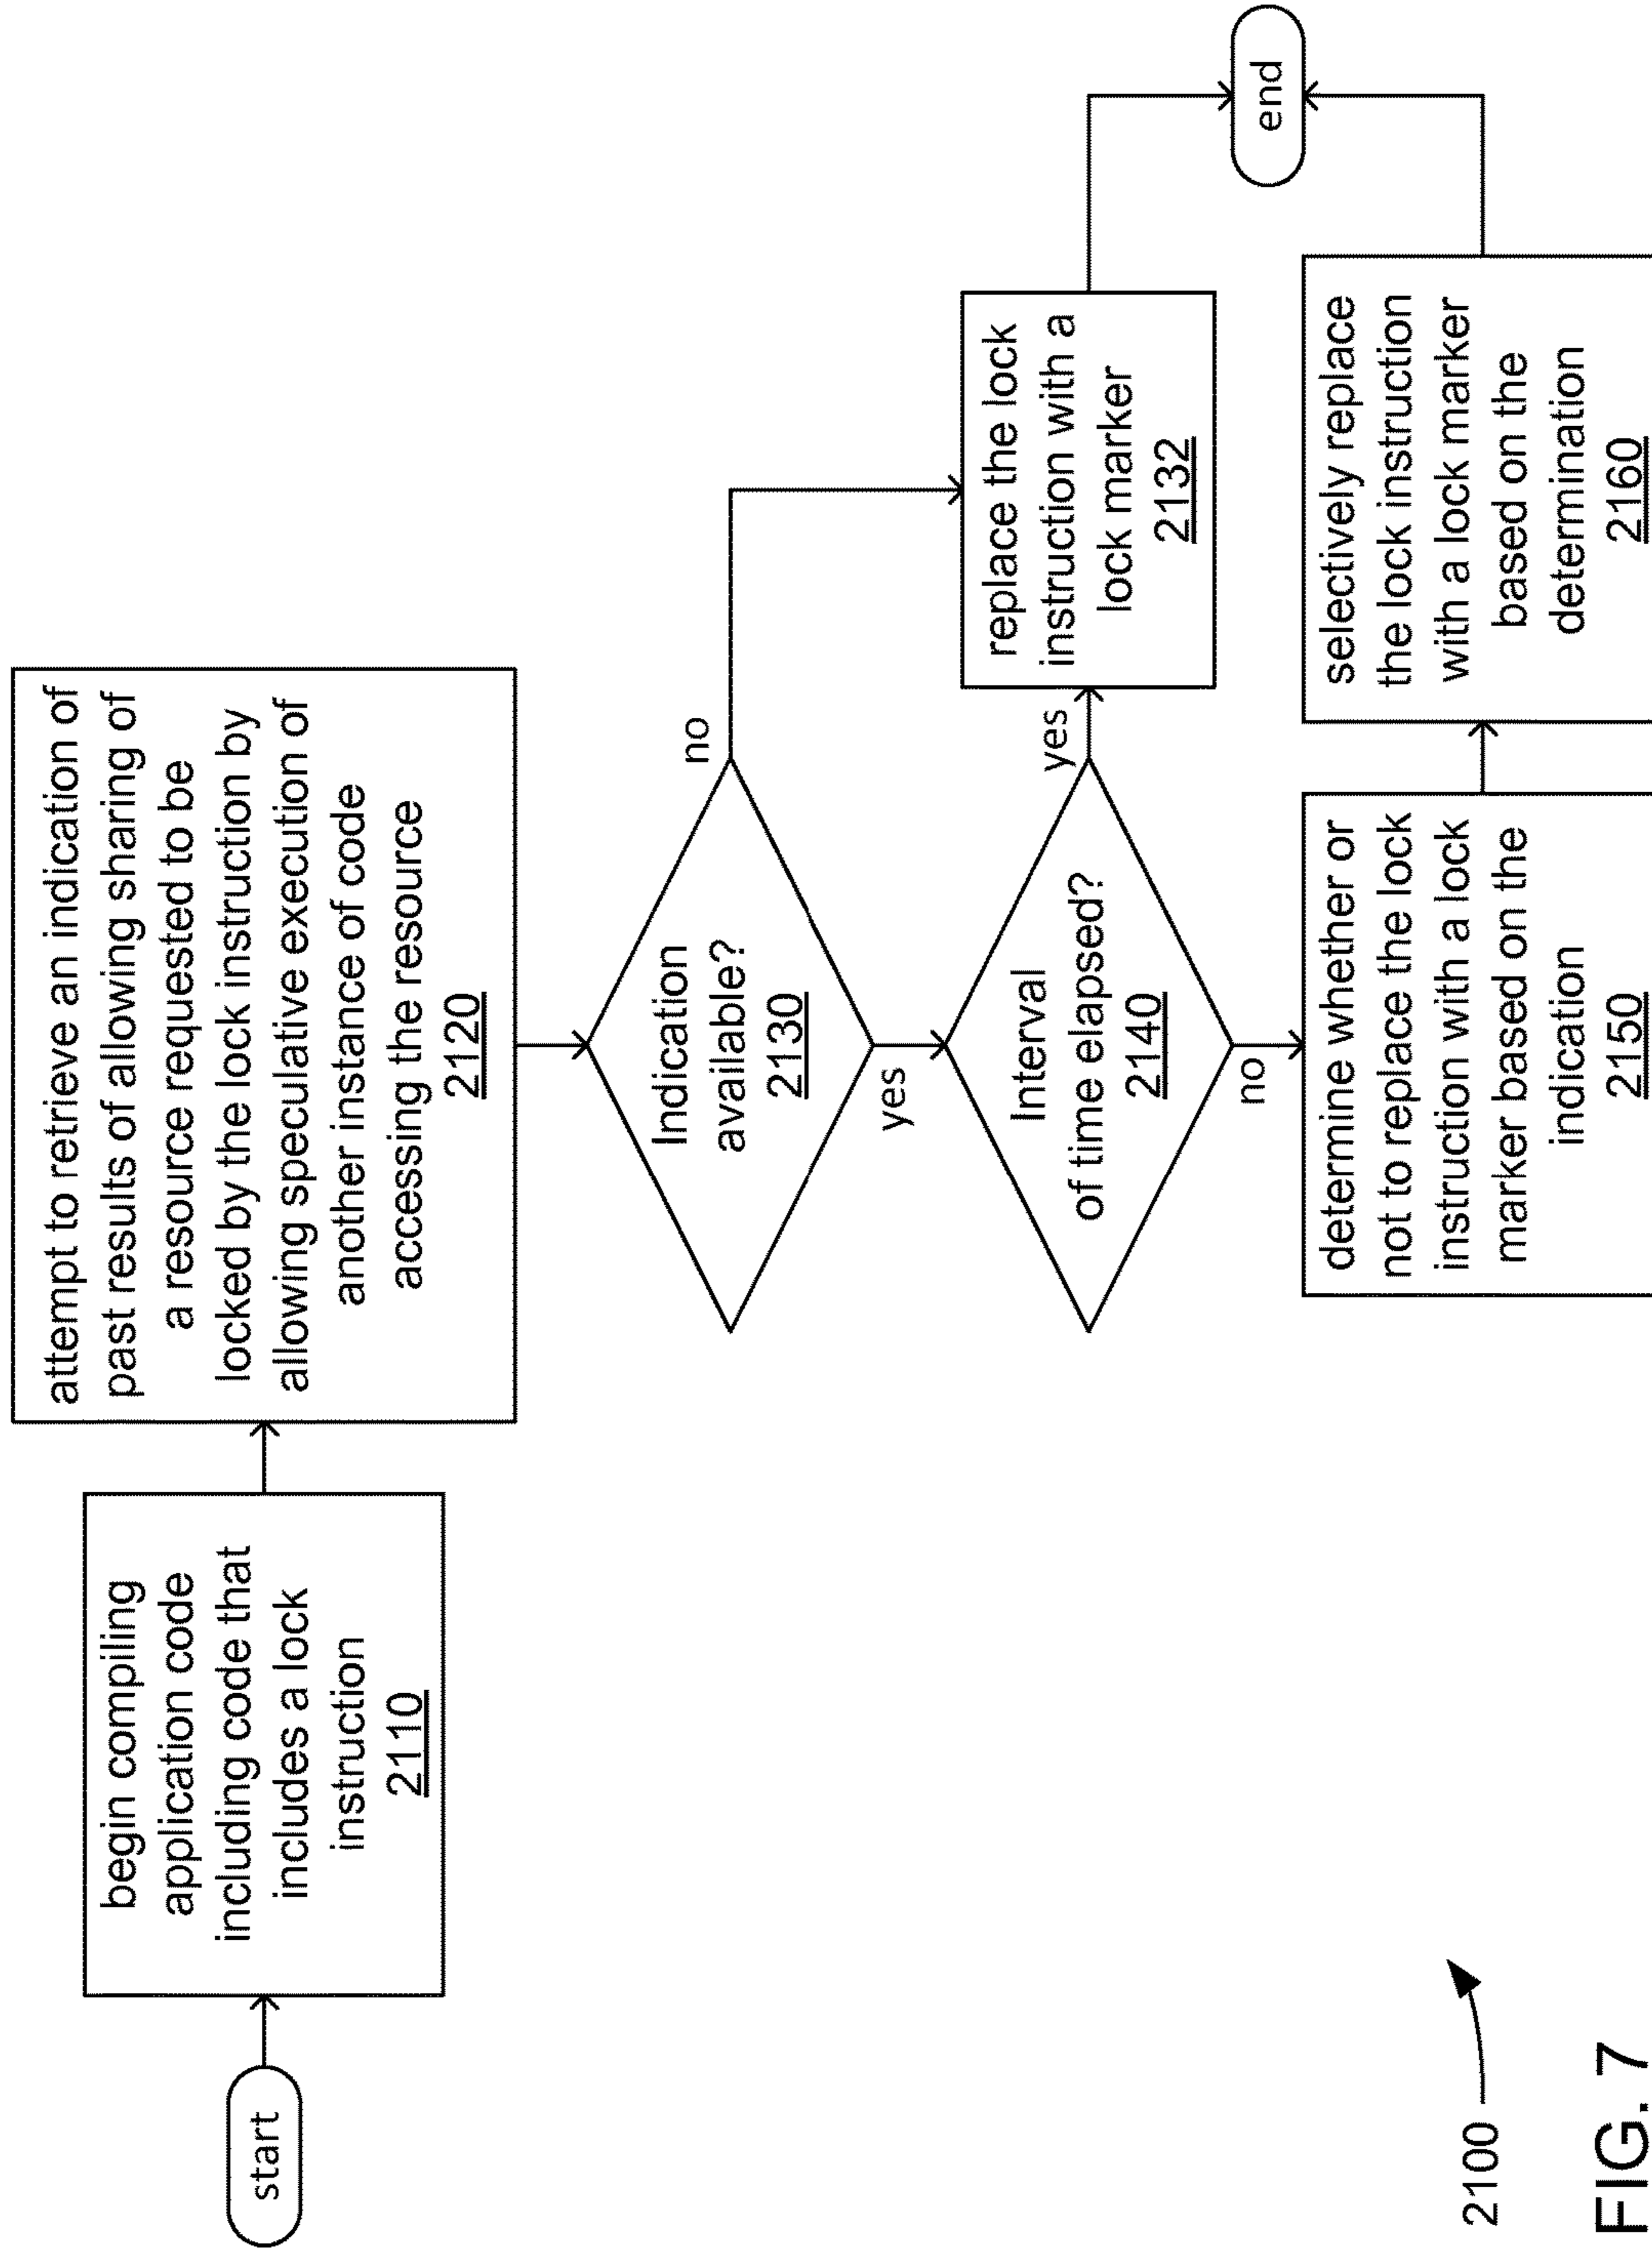 start
begin compiling
application code
including code that
includes a lock
instruction
2110
attempt to retrieve an indication of
past results of allowing sharing of
a resource requested to be
locked by the lock instruction by
allowing speculative execution of
another instance of code
accessing the resource
2120
Indication
available?
2130
no
yes
Interval
of time elapsed?
2140
yes
no
replace the lock
instruction with a
lock marker
2132
determine whether or
not to replace the lock
instruction with a lock
marker based on the
indication
2150
selectively replace
the lock instruction
with a lock marker
based on the
determination
2160
end
2100
FIG. 7